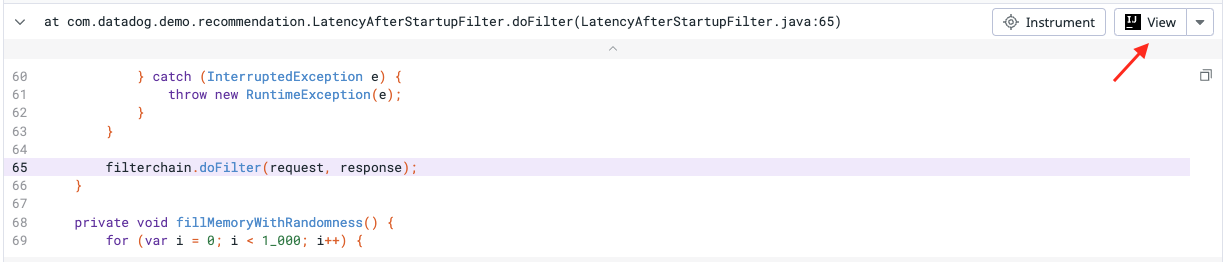 at com.datadog.demo.recommendation.LatencyAfterStartupFilter.doFilter(LatencyAfterStartupFilter.java:65) Instrument IJ View
60 } catch (InterruptedException e) {
61 throw new RuntimeException(e);
62 }
63 }
64
65 filterchain.doFilter(request, response);
66 }
67
68 private void fillMemoryWithRandomness() {
69 for (var i = 0; i < 1_000; i++) {